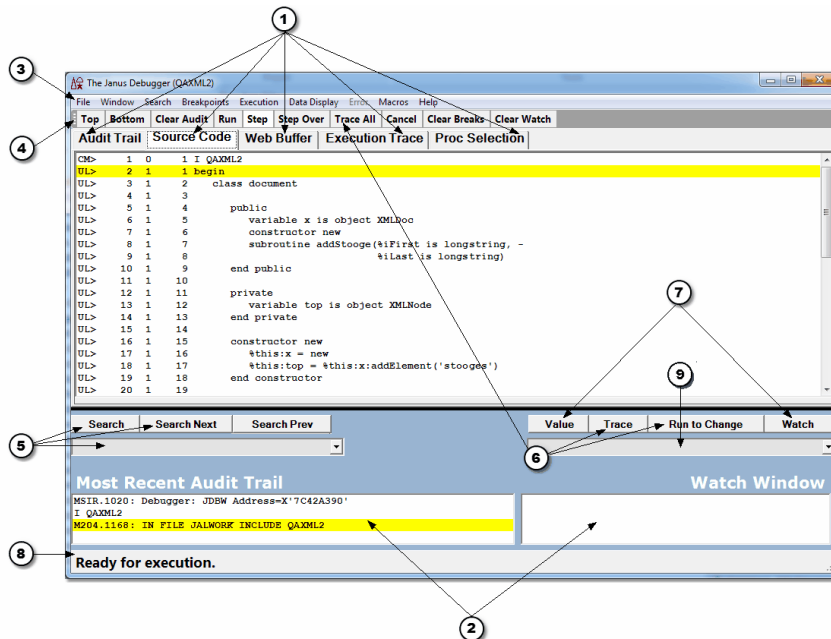 1
3
The Janus Debugger (QAXML2)
File Window Search Breakpoints Execution Data Display Error Macros Help
Top Bottom Clear Audit Run Step Step Over Trace All Cancel Clear Breaks Clear Watch
4
Audit Trail Source Code Web Buffer Execution Trace Proc Selection
CM> 1 0 1 I QAXML2
UL> 2 1 1 begin
UL> 3 1 2 class document
UL> 4 1 3
UL> 5 1 4 public
UL> 6 1 5 variable x is object XMLDoc
UL> 7 1 6 constructor new
UL> 8 1 7 subroutine addStooge(%iFirst is longstring, -
UL> 9 1 8 %iLast is longstring)
UL> 10 1 9 end public
UL> 11 1 10
UL> 12 1 11 private
UL> 13 1 12 variable top is object XMLNode
UL> 14 1 13 end private
UL> 15 1 14
UL> 16 1 15 constructor new
UL> 17 1 16 %this:x = new
UL> 18 1 17 %this:top = %this:x:addElement('stooges')
UL> 19 1 18 end constructor
UL> 20 1 19
7
9
Search Search Next Search Prev Value Trace Run to Change Watch
5
6
Most Recent Audit Trail Watch Window
MSIR.1020: Debugger: JDBW Address=X'7C42A390'
I QAXML2
M204.1168: IN FILE JALWORK INCLUDE QAXML2
8
Ready for execution.
2